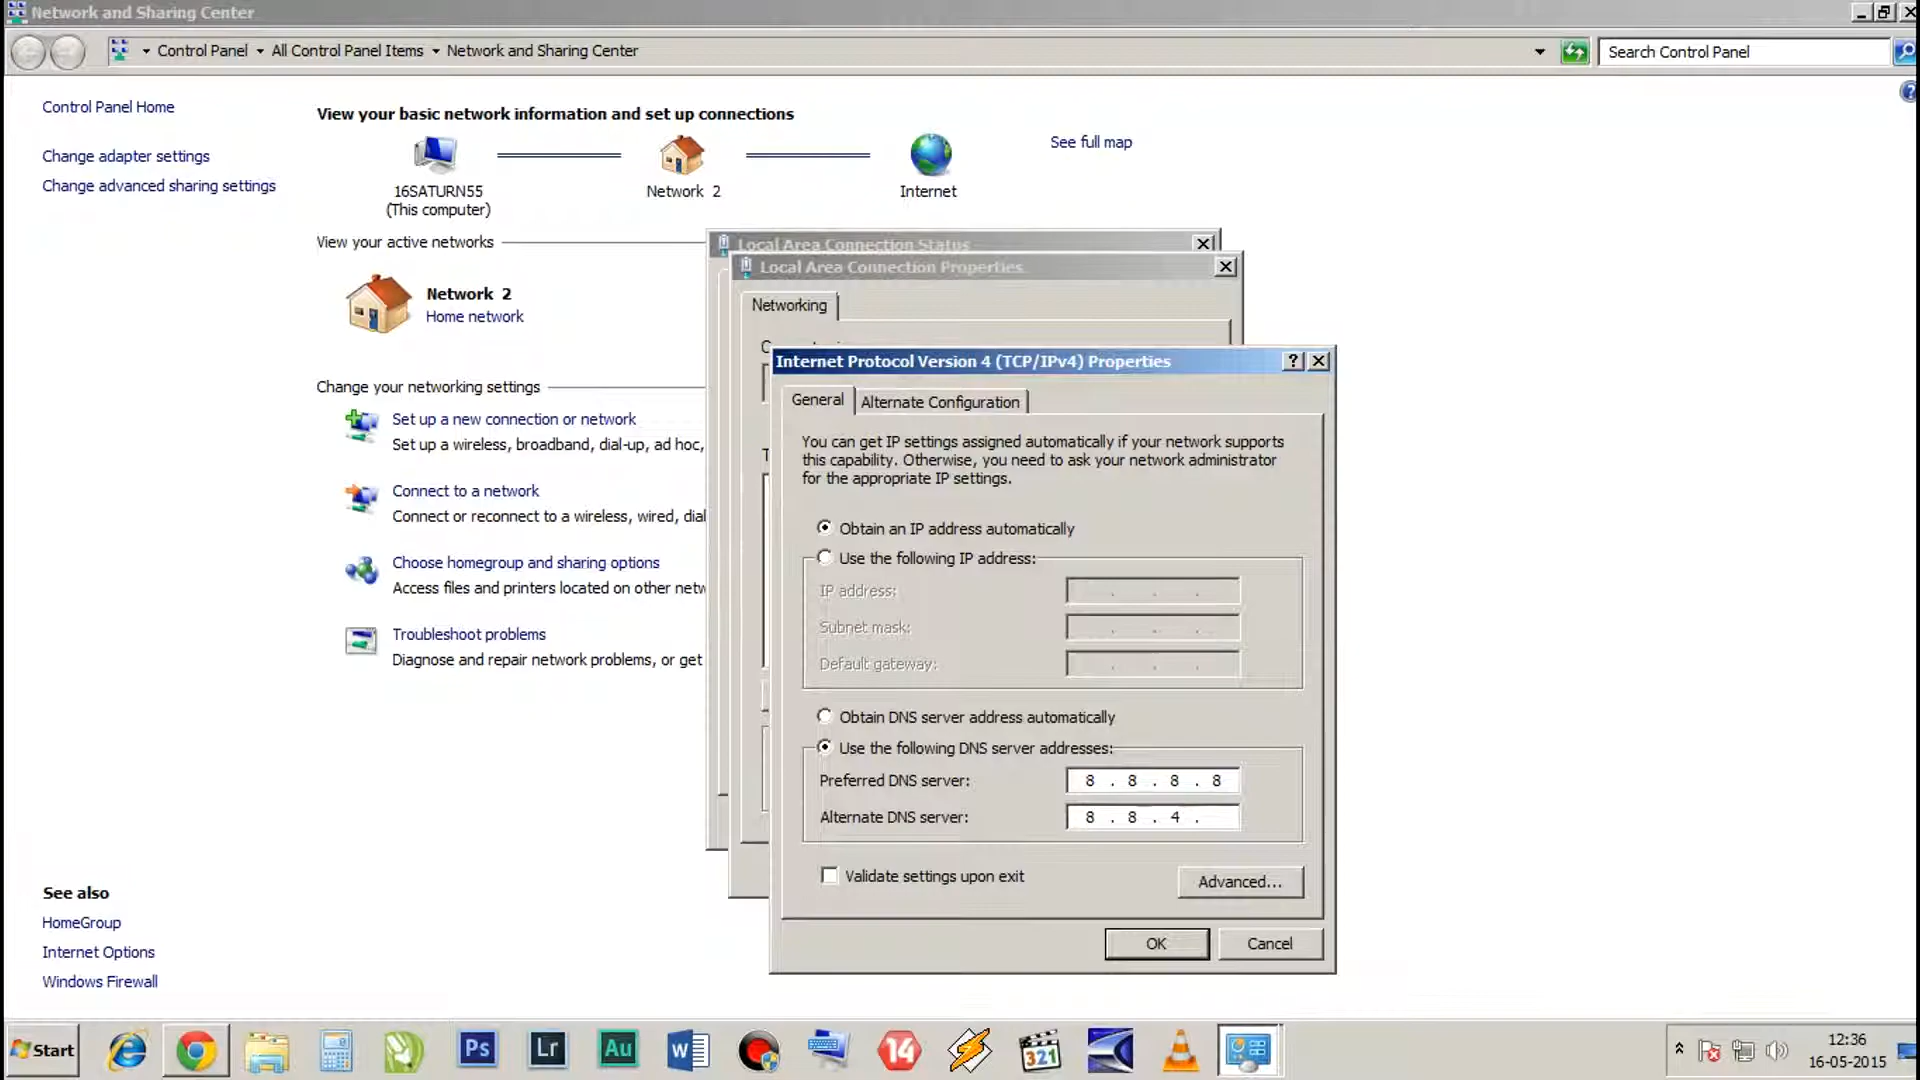 Network and Sharing Center
Control Panel
All Control Panel Items
Network and Sharing Center
Search Control Panel
Control Panel Home
Change adapter settings
Change advanced sharing settings
View your basic network information and set up connections
See full map
16SATURN55
(This computer)
Network 2
Internet
View your active networks
Network 2
Home network
Change your networking settings
Set up a new connection or network
Set up a wireless, broadband, dial-up, ad hoc,
Connect to a network
Connect or reconnect to a wireless, wired, dial
Choose homegroup and sharing options
Access files and printers located on other netw
Troubleshoot problems
Diagnose and repair network problems, or get
See also
HomeGroup
Internet Options
Windows Firewall
Local Area Connection Status
Local Area Connection Properties
Networking
Internet Protocol Version 4 (TCP/IPv4) Properties
General
Alternate Configuration
You can get IP settings assigned automatically if your network supports
this capability. Otherwise, you need to ask your network administrator
for the appropriate IP settings.
Obtain an IP address automatically
Use the following IP address:
IP address: . . .
Subnet mask: . . .
Default gateway: . . .
Obtain DNS server address automatically
Use the following DNS server addresses:
Preferred DNS server: 8 . 8 . 8 . 8
Alternate DNS server: 8 . 8 . 4 .
Validate settings upon exit
Advanced...
OK
Cancel
Start
Ps
Lr
Au
W
14
321
12:36
16-05-2015